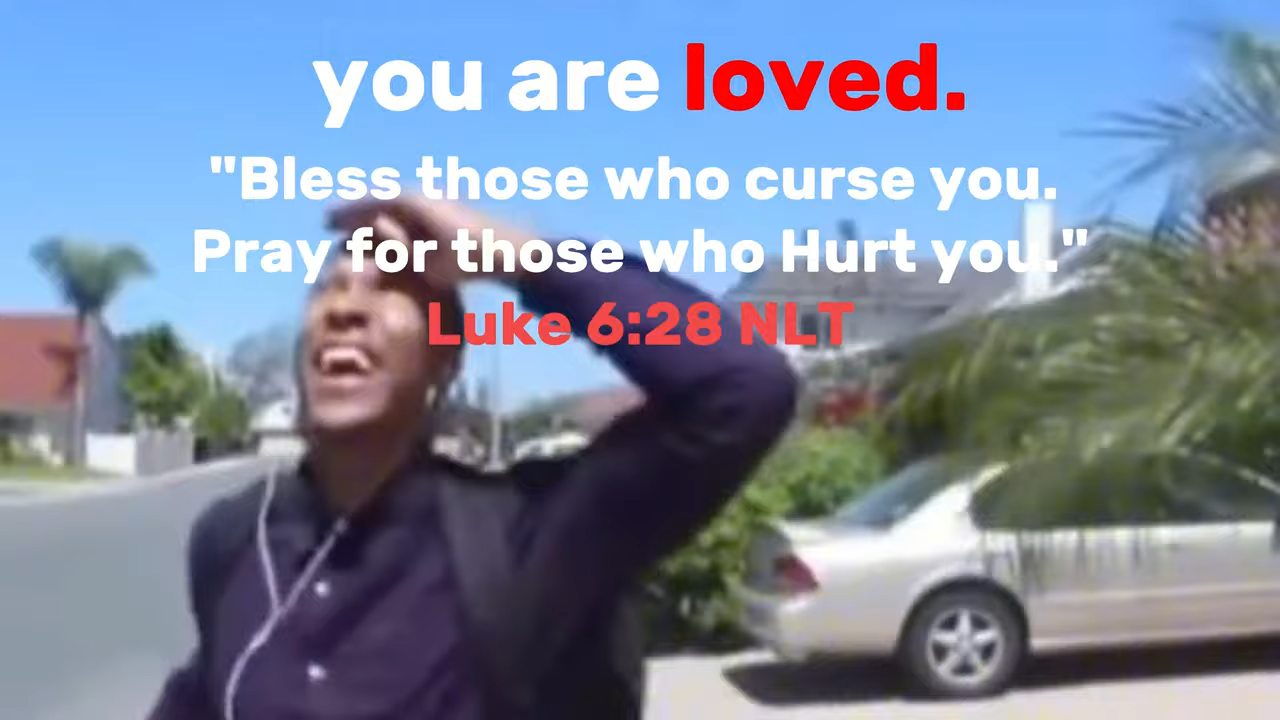 you are loved.
"Bless those who curse you.
Pray for those who Hurt you."
Luke 6:28 NLT